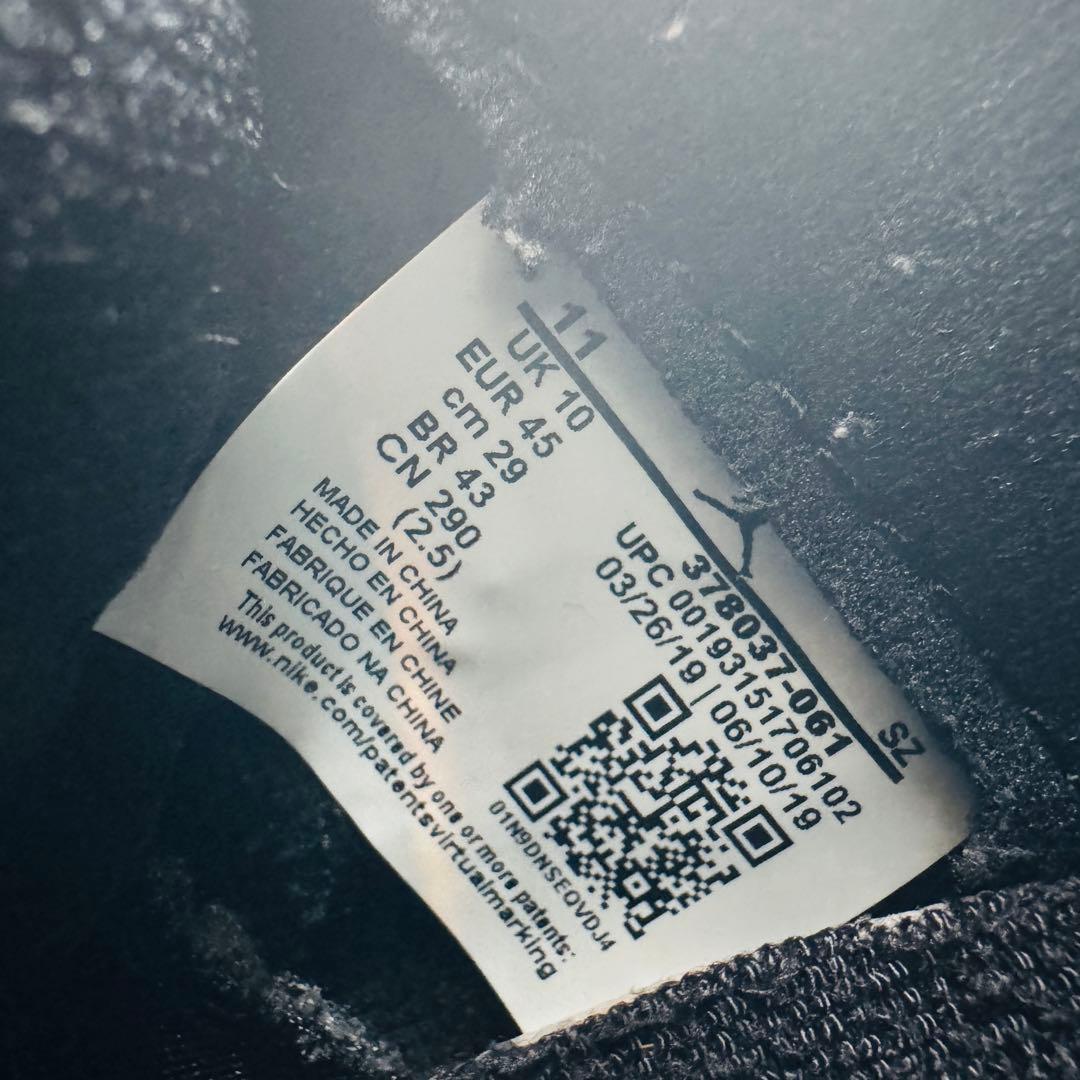 11
SZ
UK 10
EUR 45
cm 29
BR 43
CN 290
(2.5)
378037-061
UPC 00193151706102
03/26/19 | 06/10/19
MADE IN CHINA
HECHO EN CHINA
FABRIQUE EN CHINE
FABRICADO NA CHINA
This product is covered by one or more patents:
www.nike.com/patentsvirtualmarking
01N9DNSEOVDJ4